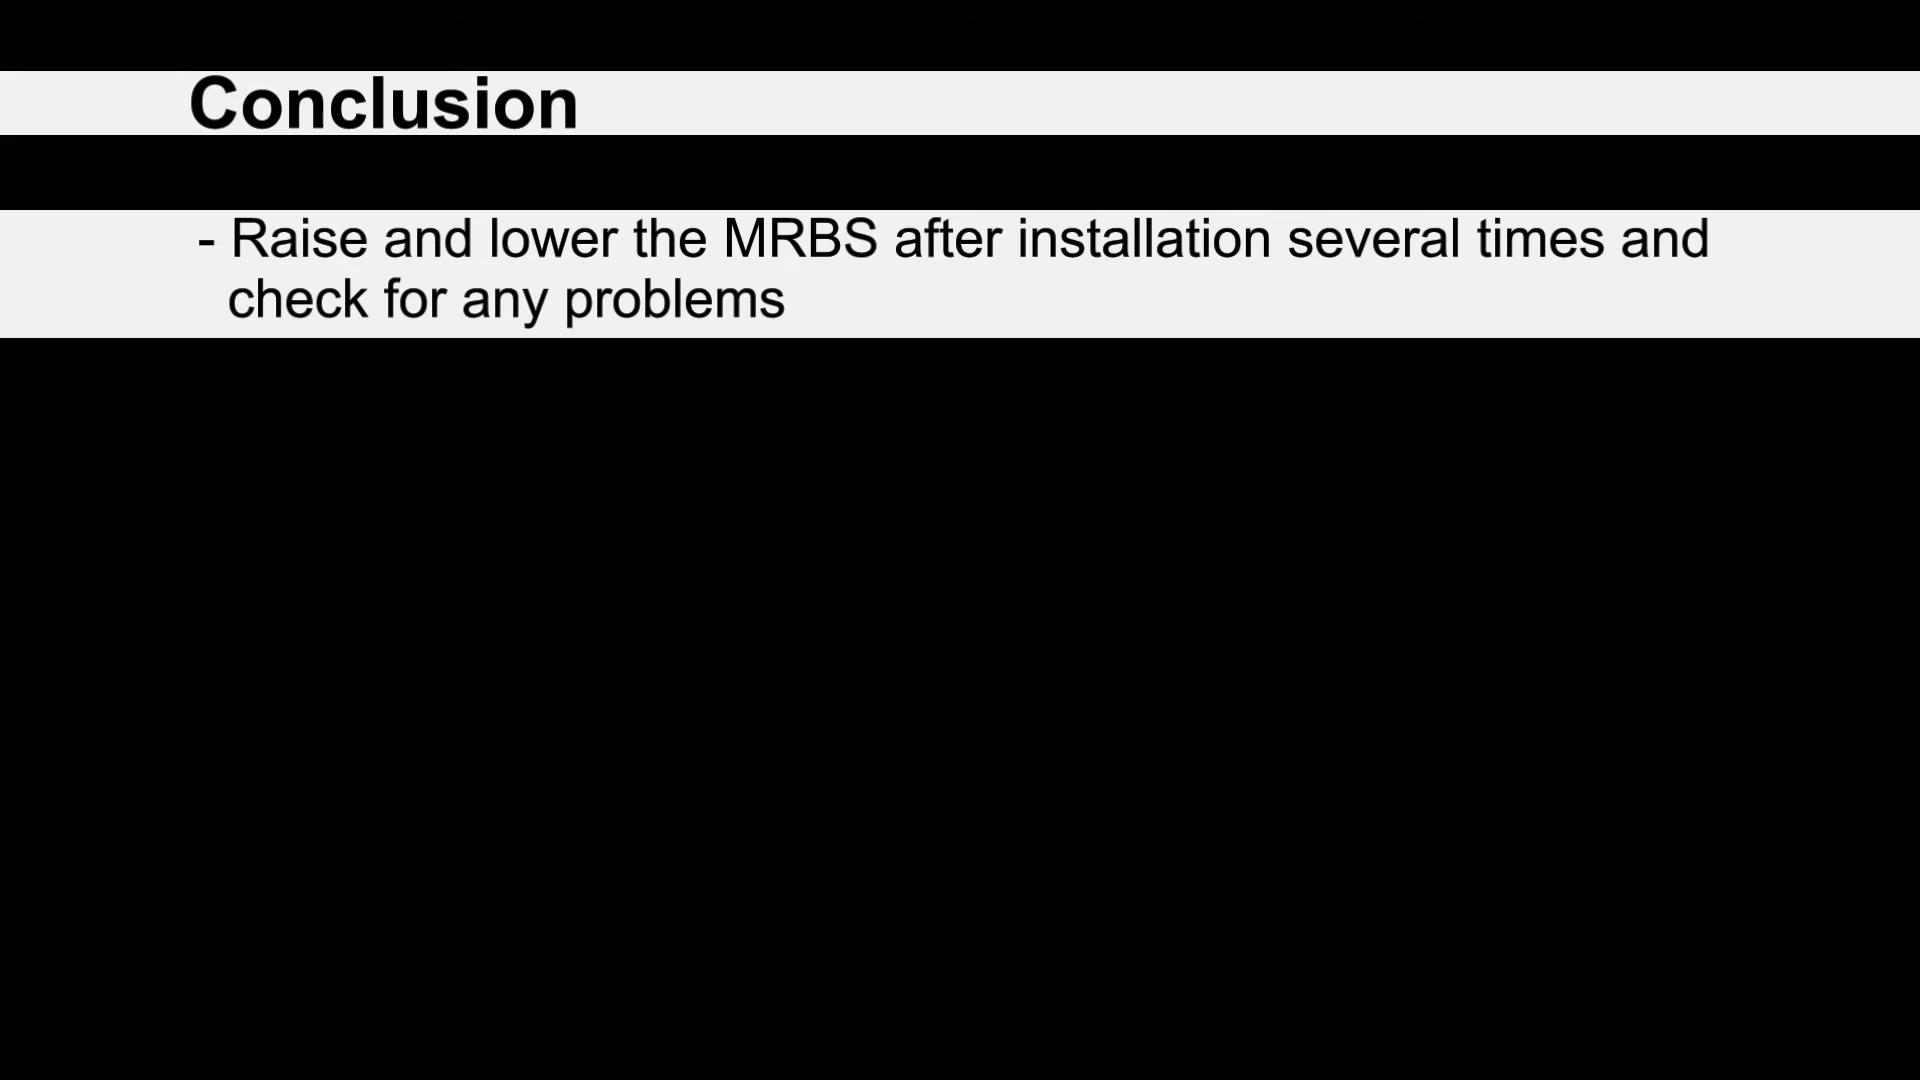 Conclusion
- Raise and lower the MRBS after installation several times and
check for any problems